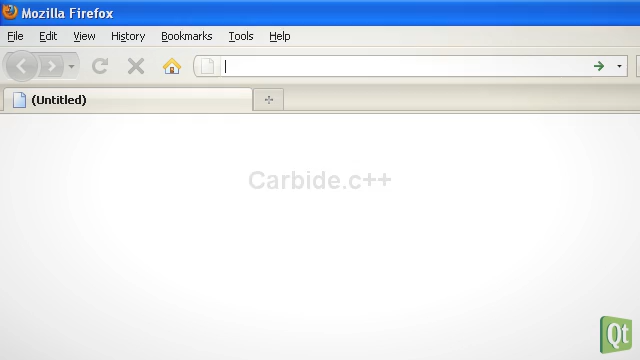 Mozilla Firefox
File Edit View History Bookmarks Tools Help
(Untitled)
Carbide.c++
Qt